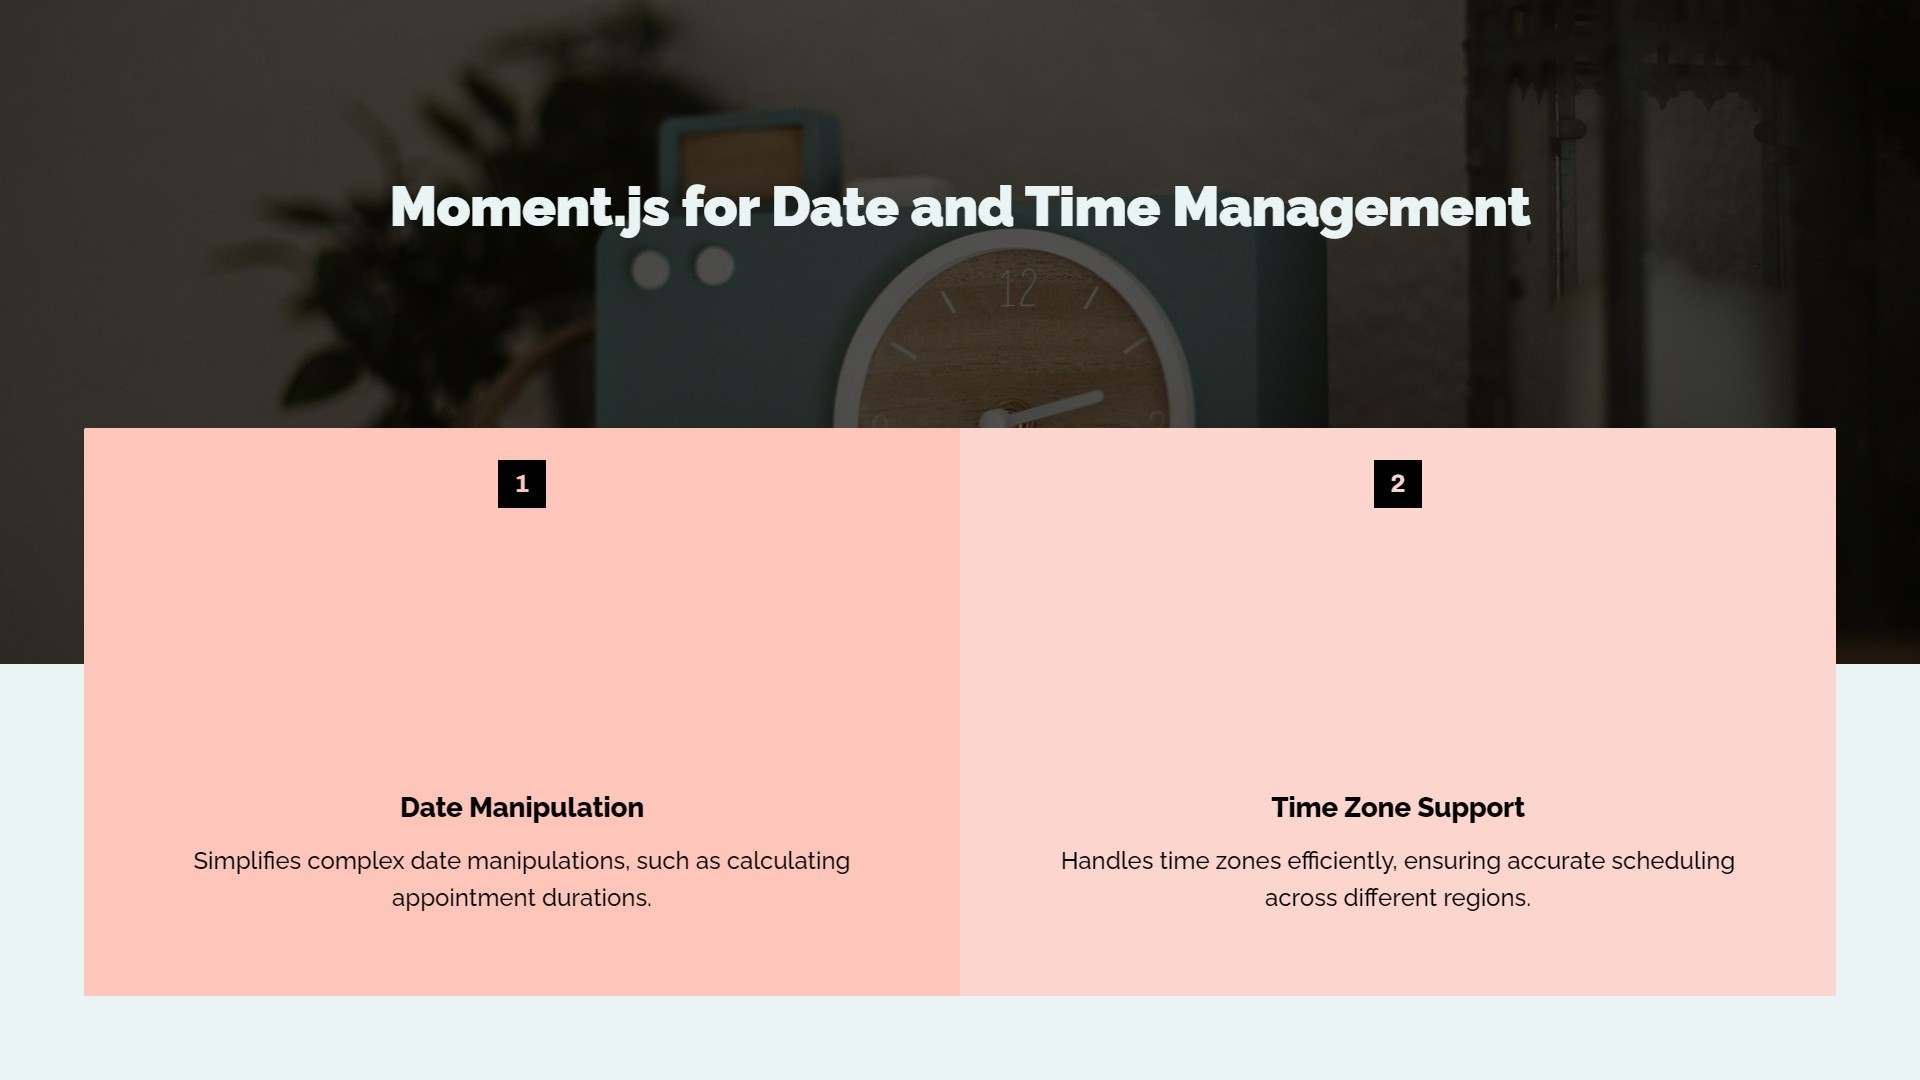 Moment.js for Date and Time Management
12
1
2
Date Manipulation
Simplifies complex date manipulations, such as calculating
appointment durations.
Time Zone Support
Handles time zones efficiently, ensuring accurate scheduling
across different regions.